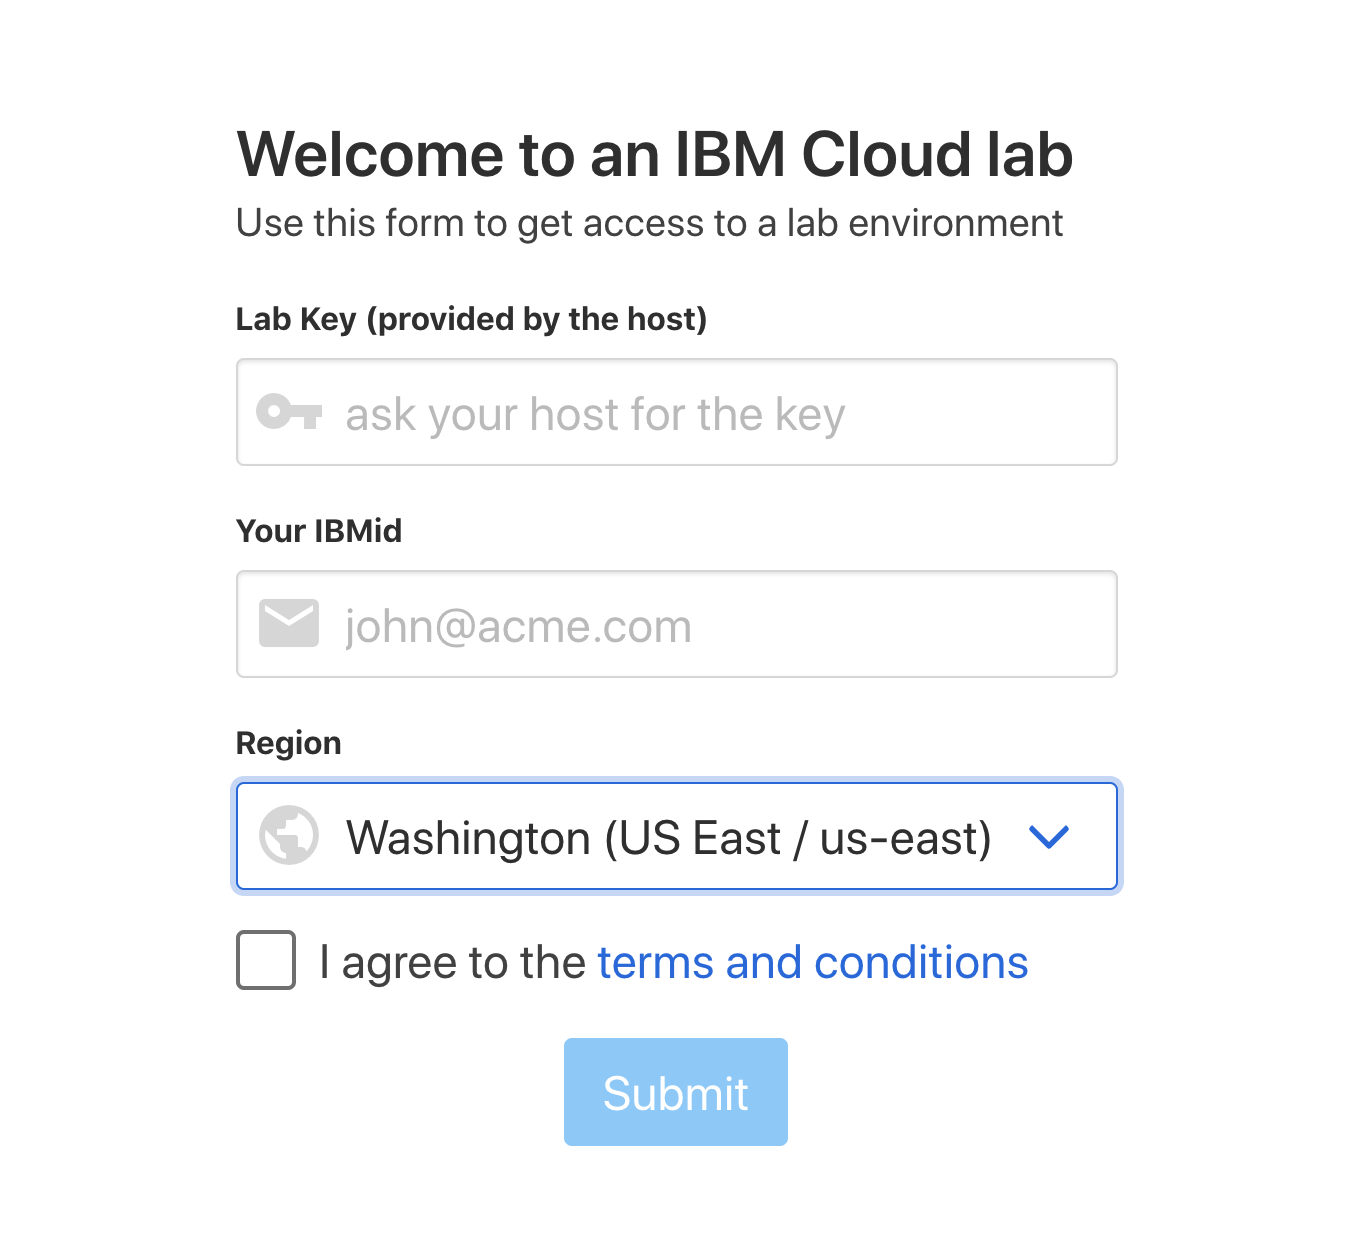 Welcome to an IBM Cloud lab
Use this form to get access to a lab environment
Lab Key (provided by the host)
ask your host for the key
Your IBMid
john@acme.com
Region
Washington (US East / us-east)
I agree to the terms and conditions
Submit